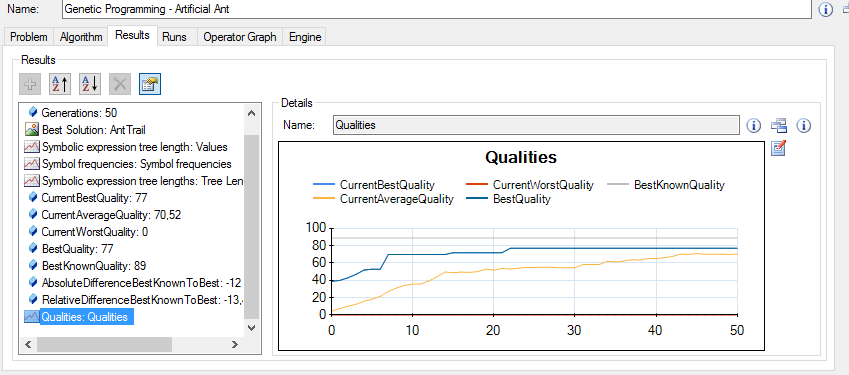 Name: Genetic Programming - Artificial Ant
Problem Algorithm Results Runs Operator Graph Engine
Results
Generations: 50
Best Solution: AntTrail
Symbolic expression tree length: Values
Symbol frequencies: Symbol frequencies
Symbolic expression tree lengths: Tree Len
CurrentBestQuality: 77
CurrentAverageQuality: 70,52
CurrentWorstQuality: 0
BestQuality: 77
BestKnownQuality: 89
AbsoluteDifferenceBestKnownToBest: -12
RelativeDifferenceBestKnownToBest: -13,
Qualities: Qualities
Details
Name: Qualities
Qualities
CurrentBestQuality CurrentWorstQuality BestKnownQuality
CurrentAverageQuality BestQuality
100
80
60
40
20
0
0 10 20 30 40 50